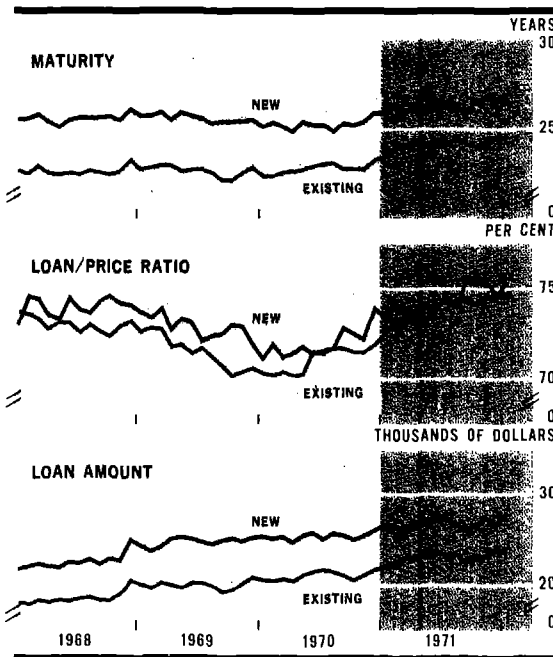 YEARS
30
MATURITY
NEW
25
EXISTING
0
PER CENT
LOAN/PRICE RATIO
75
NEW
70
EXISTING
0
THOUSANDS OF DOLLARS
LOAN AMOUNT
30
NEW
20
EXISTING
0
1968 1969 1970 1971